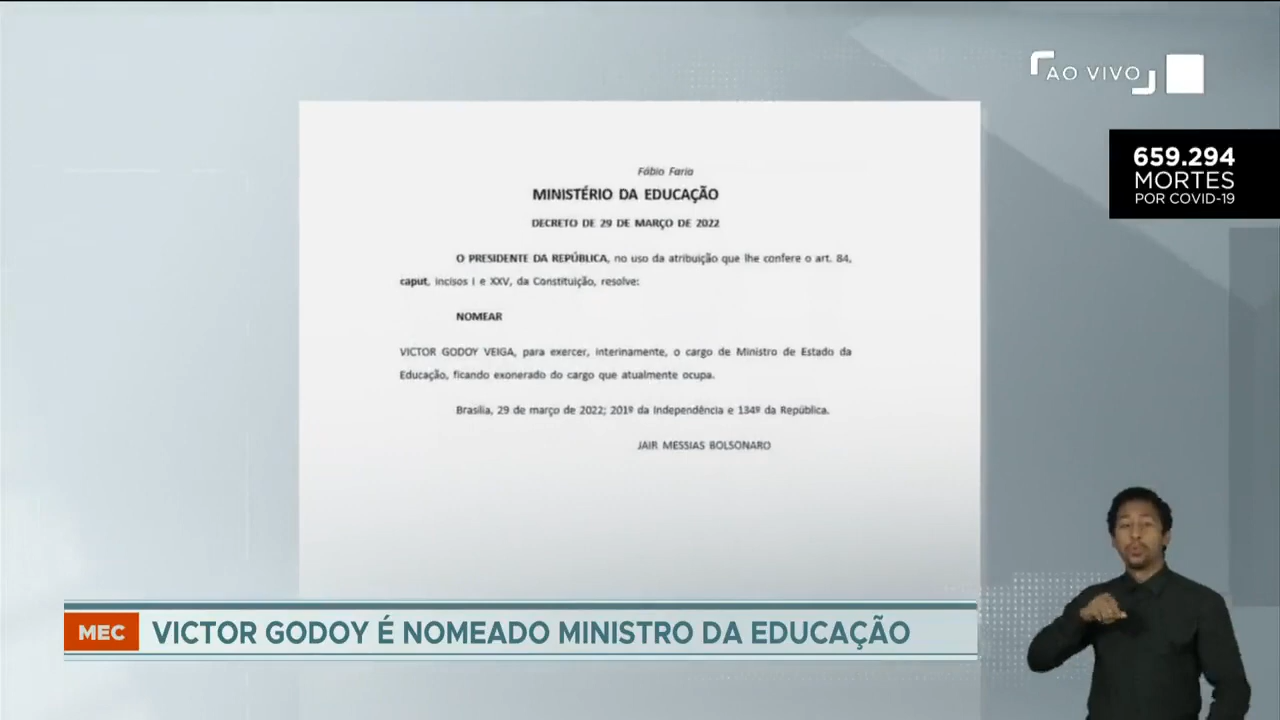 AO VIVO
659.294
MORTES
POR COVID-19
Fábio Faria
MINISTÉRIO DA EDUCAÇÃO
DECRETO DE 29 DE MARÇO DE 2022
O PRESIDENTE DA REPÚBLICA, no uso da atribuição que lhe confere o art. 84,
caput, incisos I e XXV, da Constituição, resolve:
NOMEAR
VICTOR GODOY VEIGA, para exercer, interinamente, o cargo de Ministro de Estado da
Educação, ficando exonerado do cargo que atualmente ocupa.
Brasília, 29 de março de 2022; 201º da Independência e 134º da República.
JAIR MESSIAS BOLSONARO
MEC VICTOR GODOY É NOMEADO MINISTRO DA EDUCAÇÃO